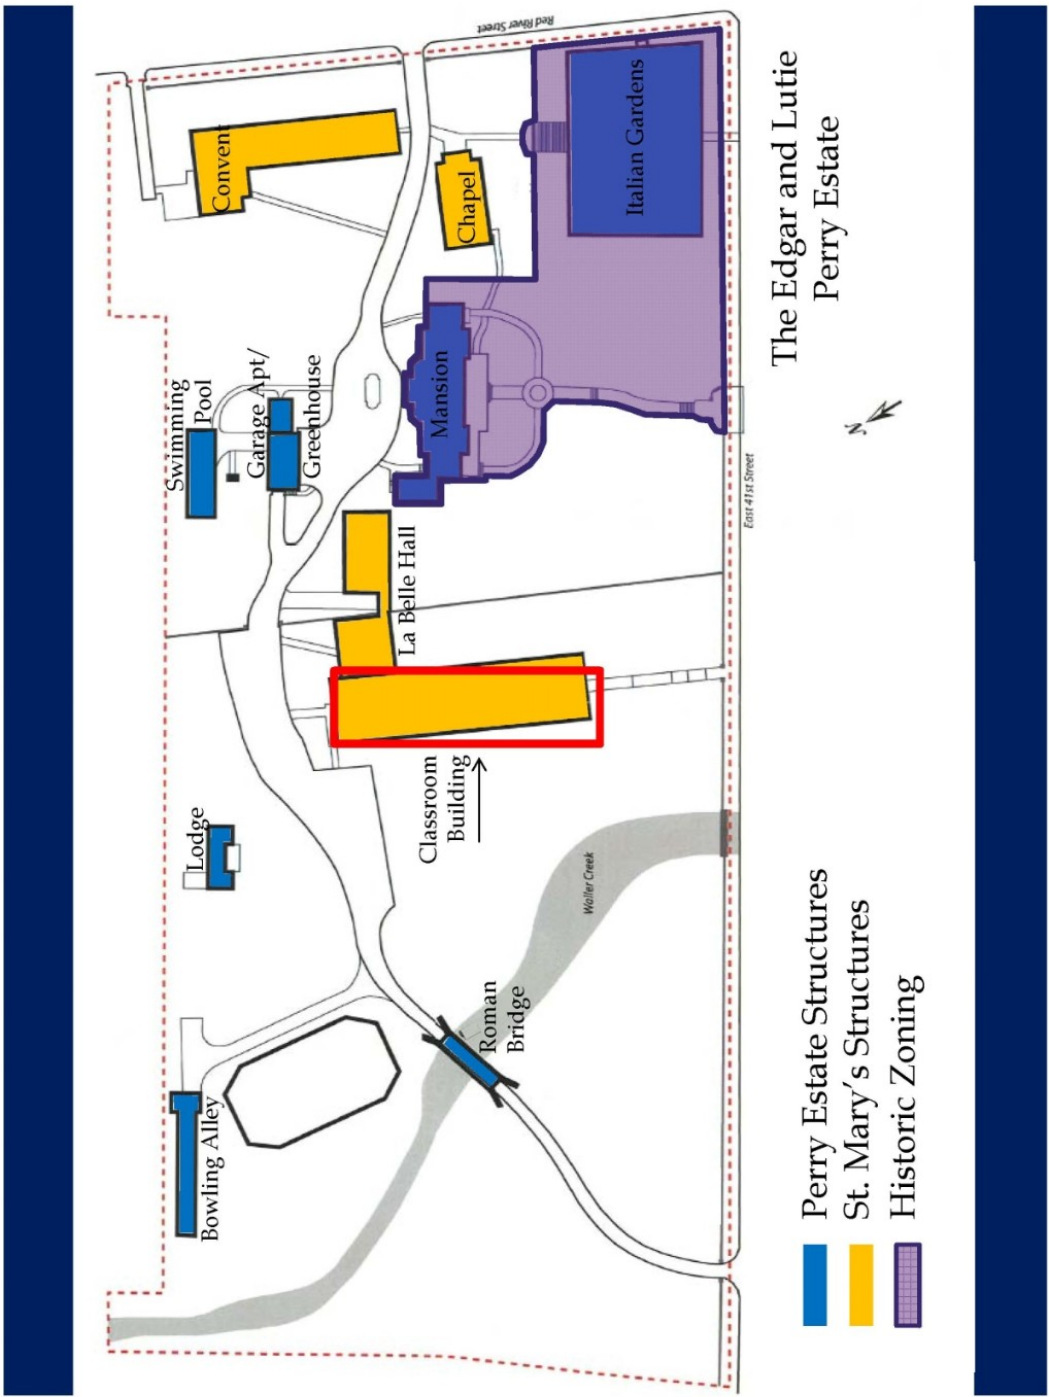 The Edgar and Lutie
Perry Estate
Red River Street
Convent
Chapel
Italian Gardens
Swimming
Pool
Garage Apt/
Greenhouse
Mansion
N
East 41st Street
La Belle Hall
Classroom
Building
Lodge
Waller Creek
Roman
Bridge
Bowling Alley
Perry Estate Structures
St. Mary's Structures
Historic Zoning